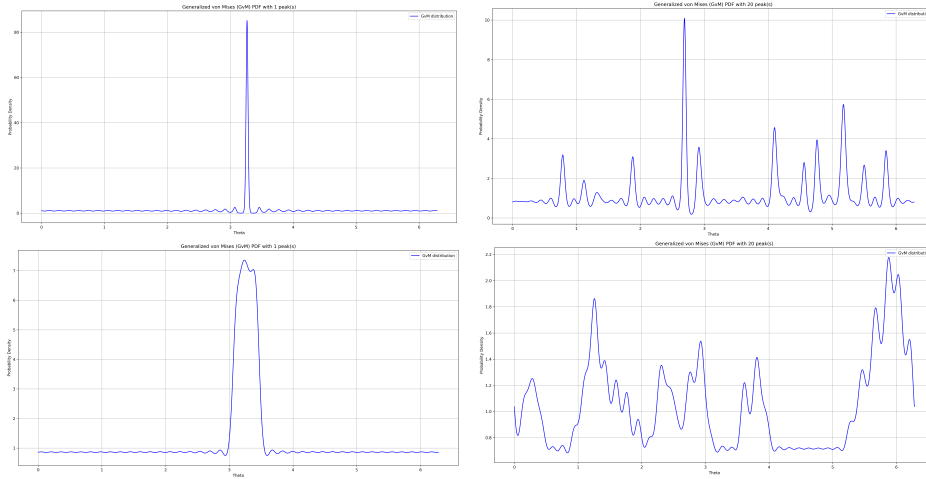 Generalized von Mises (GvM) PDF with 1 peak(s)
GvM distribution
Probability Density
80
60
40
20
0
0 1 2 3 4 5 6
Theta
Generalized von Mises (GvM) PDF with 20 peak(s)
GvM distribution
Probability Density
10
8
6
4
2
0
0 1 2 3 4 5 6
Theta
Generalized von Mises (GvM) PDF with 1 peak(s)
GvM distribution
Probability Density
7
6
5
4
3
2
1
0 1 2 3 4 5 6
Theta
Generalized von Mises (GvM) PDF with 20 peak(s)
GvM distributi
Probability Density
2.2
2.0
1.8
1.6
1.4
1.2
1.0
0.8
0 1 2 3 4 5 6
Theta